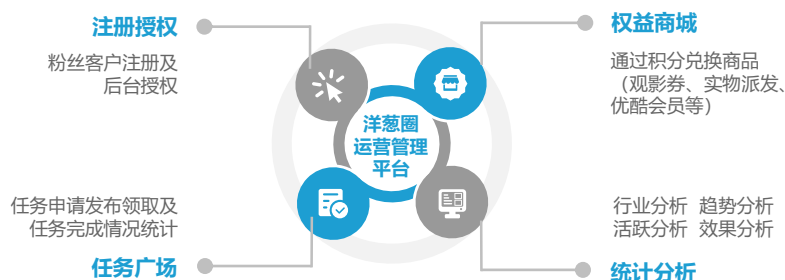 注册授权
粉丝客户注册及
后台授权
权益商城
通过积分兑换商品
（观影券、实物派发、
优酷会员等）
洋葱圈
运营管理
平台
任务申请发布领取及
任务完成情况统计
任务广场
行业分析 趋势分析
活跃分析 效果分析
统计分析